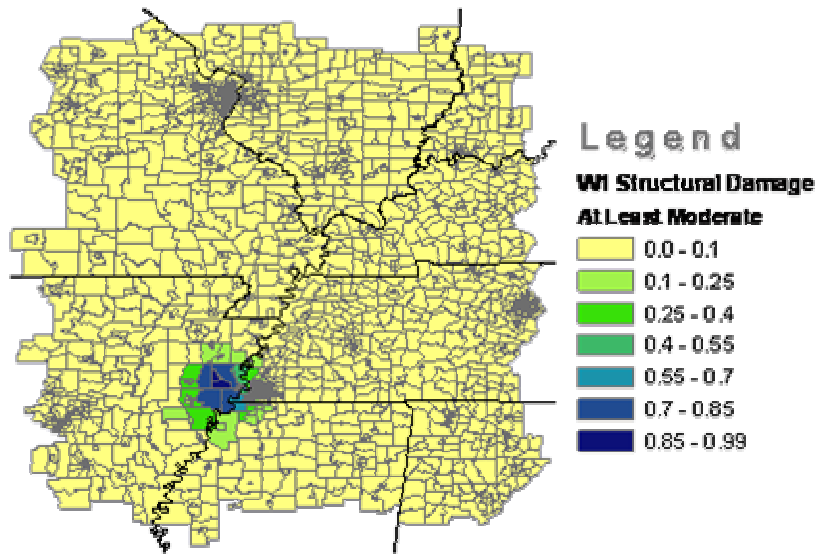 Legend
W1 Structural Damage
At Least Moderate
0.0 - 0.1
0.1 - 0.25
0.25 - 0.4
0.4 - 0.55
0.55 - 0.7
0.7 - 0.85
0.85 - 0.99